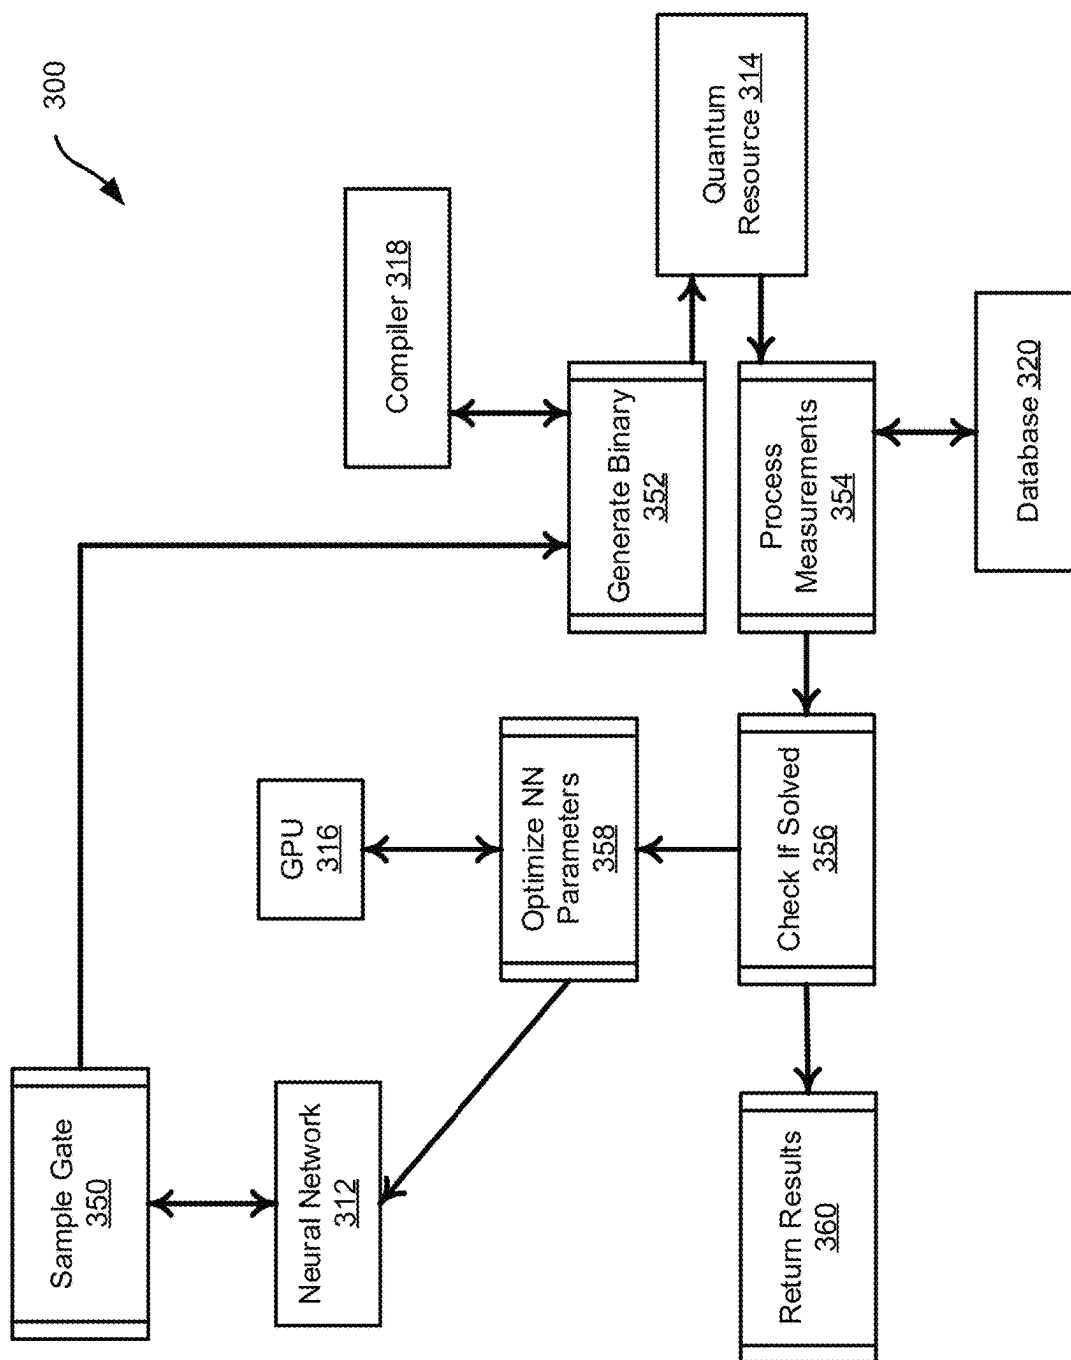 300
Sample Gate
350
Neural Network
312
GPU
316
Optimize NN
Parameters
358
Compiler 318
Generate Binary
352
Quantum
Resource 314
Process
Measurements
354
Database 320
Check If Solved
356
Return Results
360